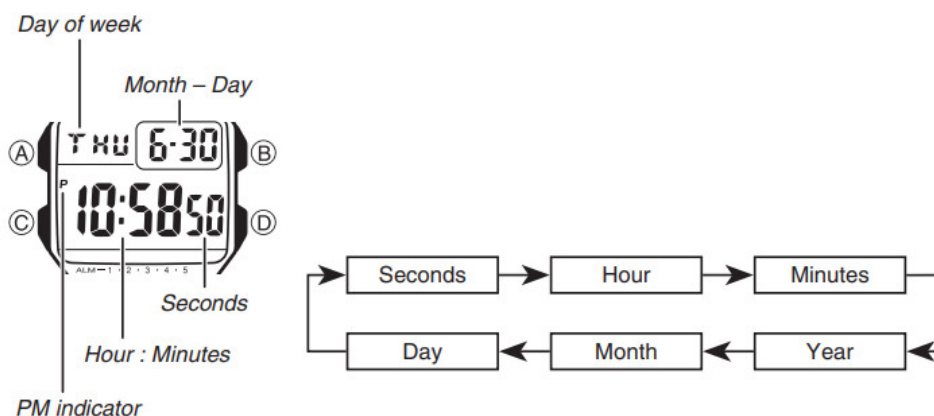 Day of week
Month – Day
THU 6-30
A
B
P
10:58 50
C
D
ALM 1 · 2 · 3 · 4 · 5
Seconds
Hour : Minutes
PM indicator
Seconds
Hour
Minutes
Day
Month
Year